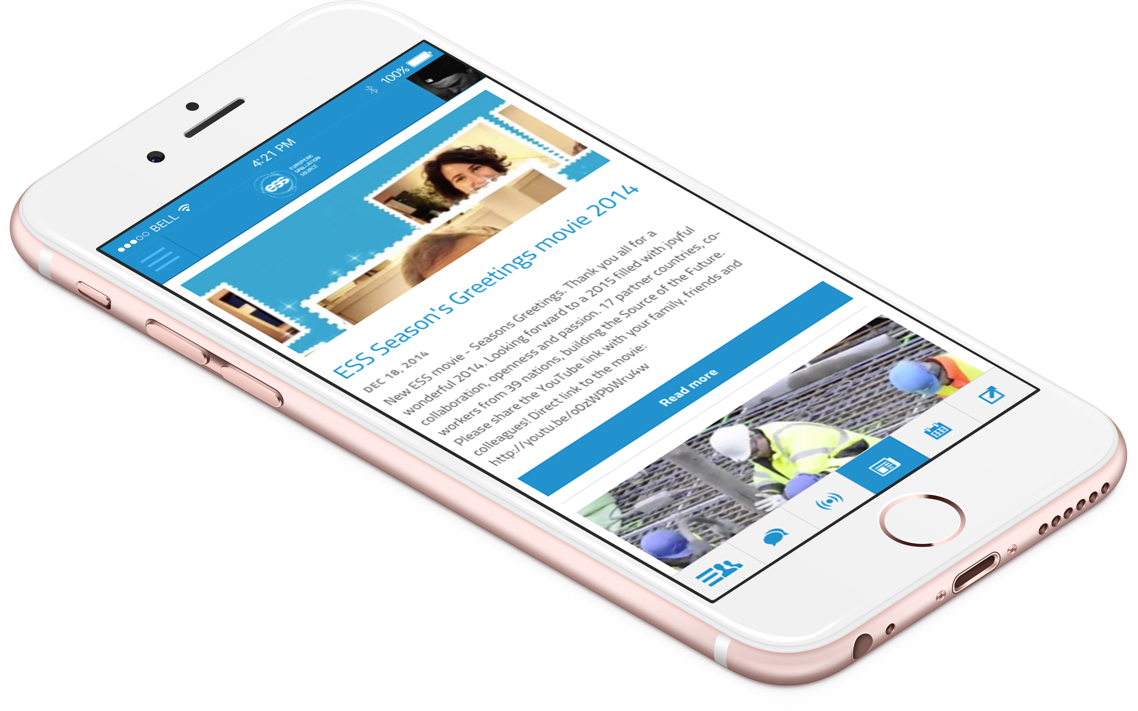 BELL
4:21 PM
100%
ess
EUROPEAN
SPALLATION
SOURCE
ESS Season's Greetings movie 2014
DEC 18, 2014
New ESS movie - Seasons Greetings. Thank you all for a
wonderful 2014. Looking forward to a 2015 filled with joyful
collaboration, openness and passion. 17 partner countries, co-
workers from 39 nations, building the Source of the Future.
Please share the YouTube link with your family, friends and
colleagues! Direct link to the movie:
http://youtu.be/o0zWPbWru4w
Read more